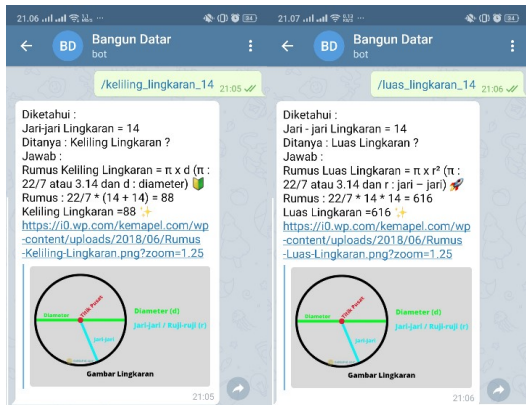 21.06
84
BD
Bangun Datar
bot
/keliling_lingkaran_14 21:05
Diketahui :
Jari-jari Lingkaran = 14
Ditanya : Keliling Lingkaran ?
Jawab :
Rumus Keliling Lingkaran = π x d (π :
22/7 atau 3.14 dan d : diameter)
Rumus : 22/7 * (14 + 14) = 88
Keliling Lingkaran =88
https://i0.wp.com/kemapel.com/wp
-content/uploads/2018/06/Rumus
-Keliling-Lingkaran.png?zoom=1.25
Titik Pusat
Diameter
Diameter (d)
Jari-jari / Ruji-ruji (r)
Jari-jari
Gambar Lingkaran
21:05
21.07
84
BD
Bangun Datar
bot
/luas_lingkaran_14 21:06
Diketahui :
Jari - jari Lingkaran = 14
Ditanya : Luas Lingkaran ?
Jawab :
Rumus Luas Lingkaran = π x r² (π :
22/7 atau 3.14 dan r : jari – jari)
Rumus : 22/7 * 14 * 14 = 616
Luas Lingkaran =616
https://i0.wp.com/kemapel.com/wp
-content/uploads/2018/06/Rumus
-Luas-Lingkaran.png?zoom=1.25
Titik Pusat
Diameter
Diameter (d)
Jari-jari / Ruji-ruji (r)
Jari-jari
Gambar Lingkaran
21:06